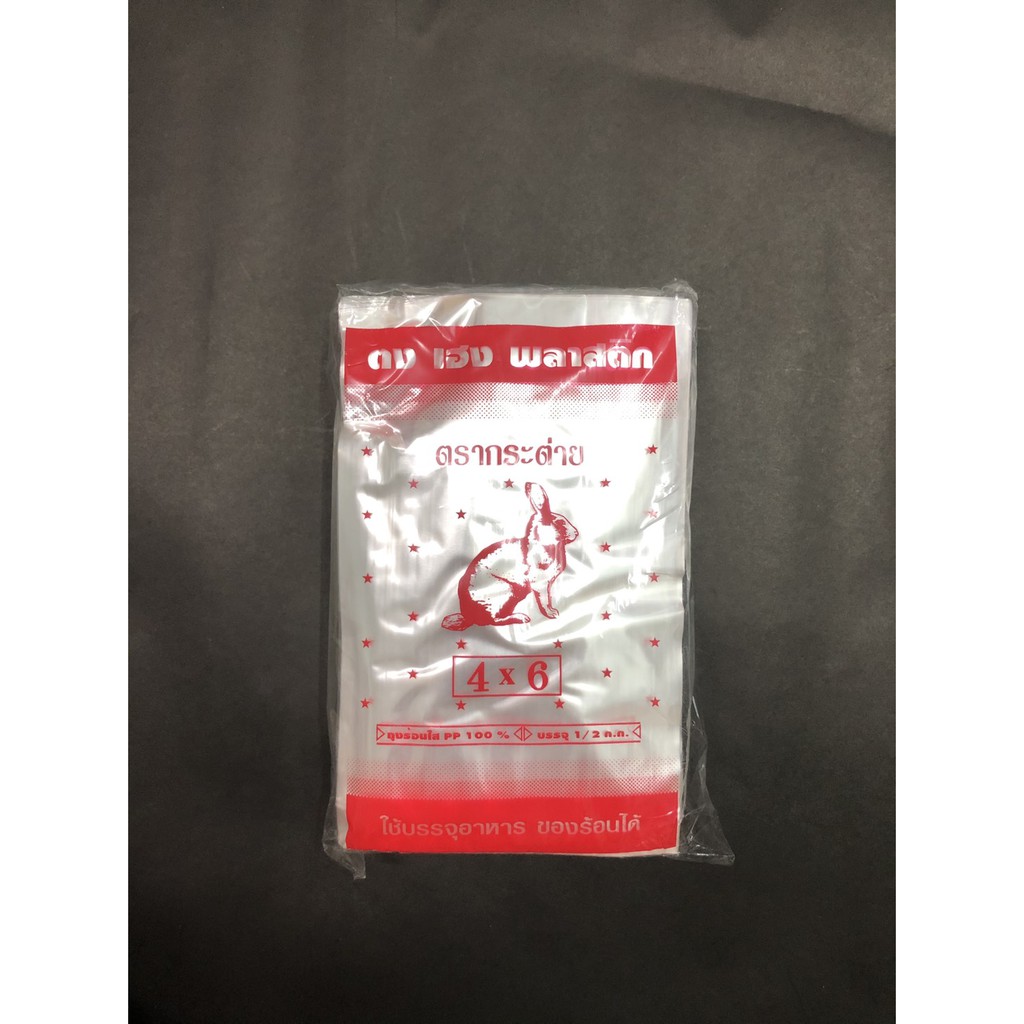 ตง เฮง พลาสติก
ตรากระต่าย
4 x 6
ถุงร้อนใส PP 100 % บรรจุ 1/2 ก.ก.
ใช้บรรจุอาหาร ของร้อนได้